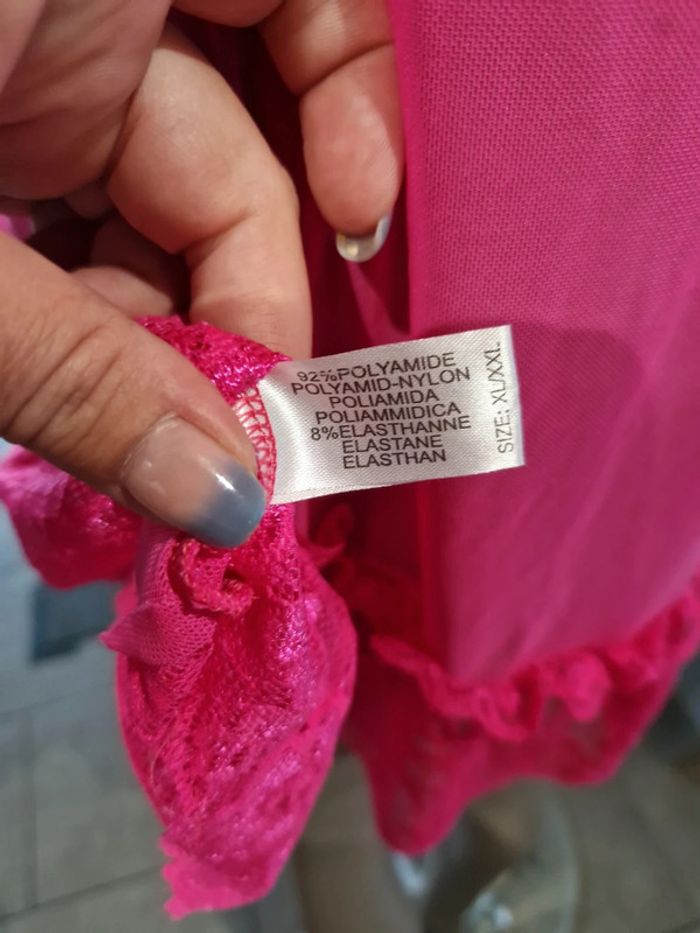 92%POLYAMIDE
POLYAMID-NYLON
POLIAMIDA
POLIAMMIDICA
8%ELASTHANNE
ELASTANE
ELASTHAN
SIZE: XL/XXL